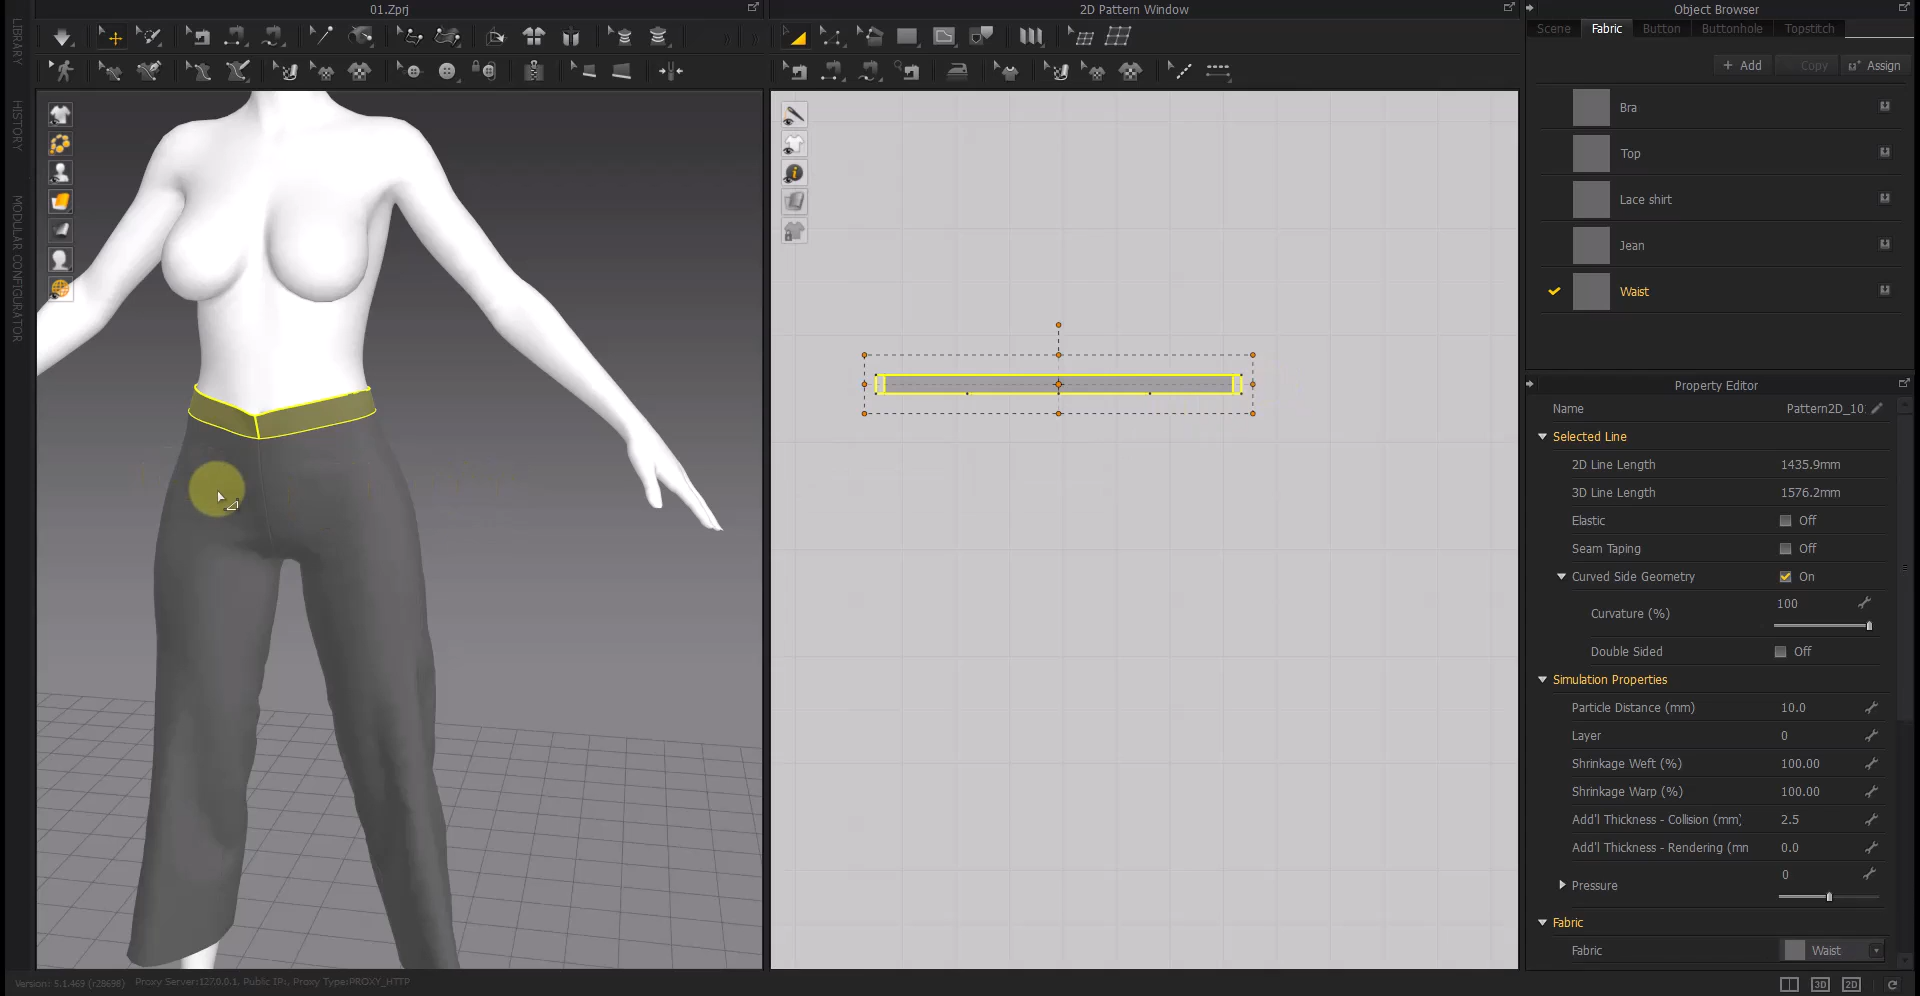 01.Zprj
2D Pattern Window
Object Browser
LIBRARY
HISTORY
MODULAR CONFIGURATOR
Scene
Fabric
Button
Buttonhole
Topstitch
+ Add
Copy
Assign
Bra
Top
Lace shirt
Jean
Waist
Property Editor
Name
Pattern2D_10
Selected Line
2D Line Length 1435.9mm
3D Line Length 1576.2mm
Elastic Off
Seam Taping Off
Curved Side Geometry On
Curvature (%) 100
Double Sided Off
Simulation Properties
Particle Distance (mm) 10.0
Layer 0
Shrinkage Weft (%) 100.00
Shrinkage Warp (%) 100.00
Add'l Thickness - Collision (mm) 2.5
Add'l Thickness - Rendering (mm 0.0
Pressure 0
Fabric
Fabric Waist
Version: 5.1.469 (r28698) Proxy Server:127.0.0.1, Public IP:, Proxy Type:PROXY_HTTP
3D
2D